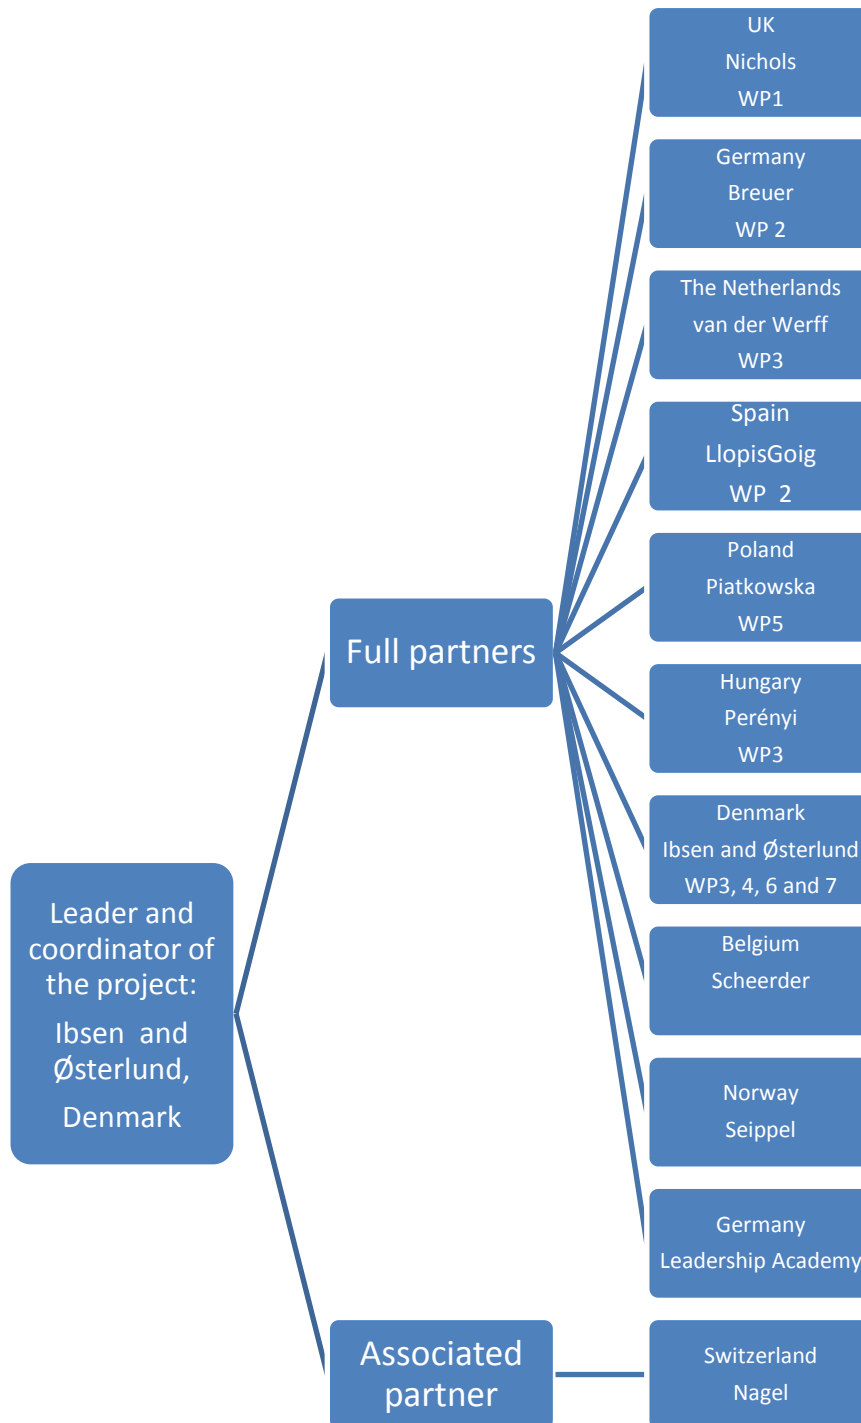 UK
Nichols
WP1
Germany
Breuer
WP 2
The Netherlands
van der Werff
WP3
Spain
LlopisGoig
WP 2
Poland
Piatkowska
WP5
Full partners
Hungary
Perényi
WP3
Denmark
Ibsen and Østerlund
WP3, 4, 6 and 7
Leader and
coordinator of
the project:
Ibsen and
Østerlund,
Denmark
Belgium
Scheerder
Norway
Seippel
Germany
Leadership Academy
Associated
partner
Switzerland
Nagel